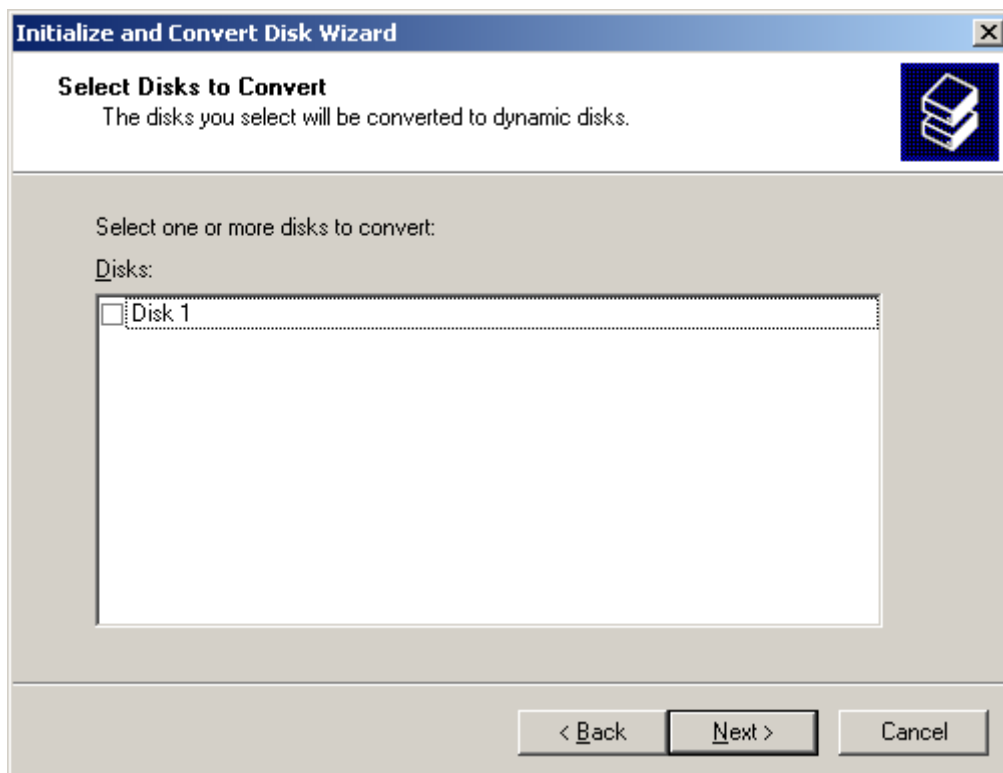 Initialize and Convert Disk Wizard
Select Disks to Convert
The disks you select will be converted to dynamic disks.
Select one or more disks to convert:
Disks:
Disk 1
< Back
Next >
Cancel